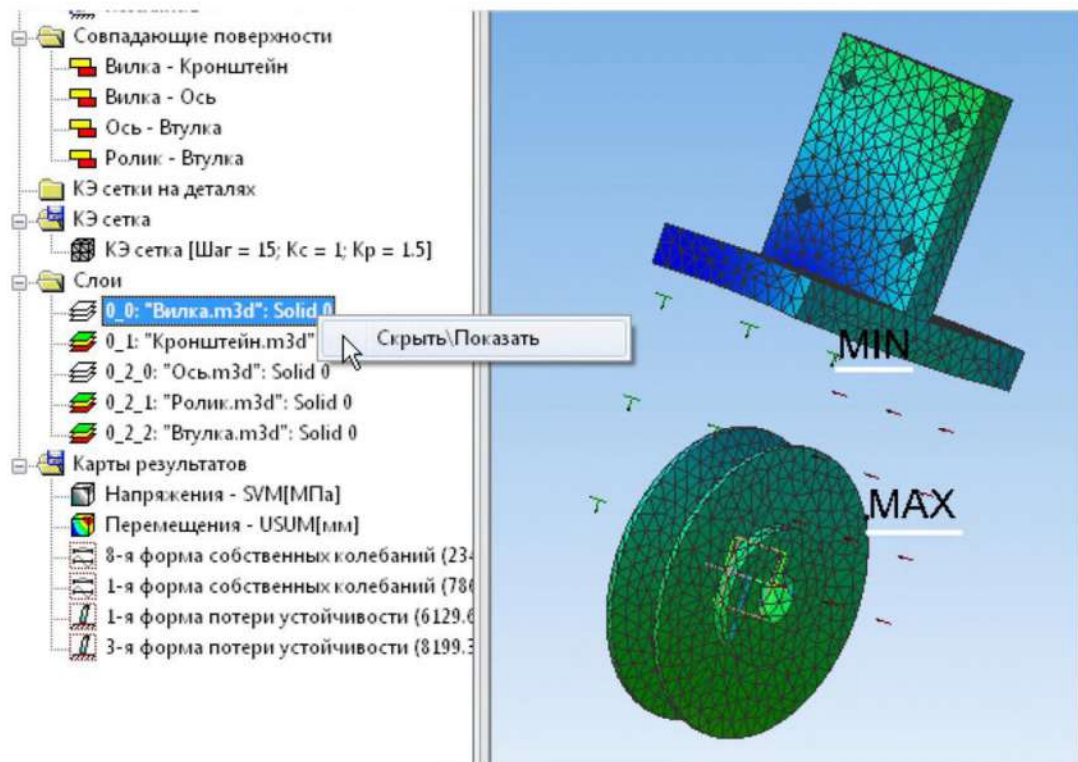 Совпадающие поверхности
Вилка - Кронштейн
Вилка - Ось
Ось - Втулка
Ролик - Втулка
КЭ сетки на деталях
КЭ сетка
КЭ сетка [Шаг = 15; Кс = 1; Кр = 1.5]
Слои
0_0: "Вилка.m3d": Solid 0
Скрыть\Показать
0_1: "Кронштейн.m3d"
0_2_0: "Ось.m3d": Solid 0
0_2_1: "Ролик.m3d": Solid 0
0_2_2: "Втулка.m3d": Solid 0
Карты результатов
Напряжения - SVM[МПа]
Перемещения - USUM[мм]
8-я форма собственных колебаний (234
1-я форма собственных колебаний (786
1-я форма потери устойчивости (6129.6
3-я форма потери устойчивости (8199.3
MIN
MAX